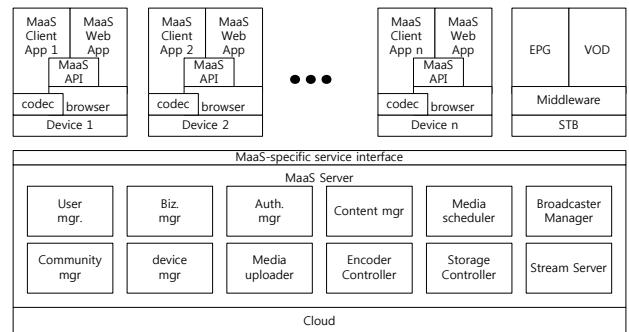 MaaS
Client
App 1
MaaS
Web
App
MaaS
API
codec
browser
Device 1
MaaS
Client
App 2
MaaS
Web
App
MaaS
API
codec
browser
Device 2
MaaS
Client
App n
MaaS
Web
App
MaaS
API
codec
browser
Device n
EPG
VOD
Middleware
STB
MaaS-specific service interface
MaaS Server
User
mgr.
Biz.
mgr
Auth.
mgr
Content mgr
Media
scheduler
Broadcaster
Manager
Community
mgr
device
mgr
Media
uploader
Encoder
Controller
Storage
Controller
Stream Server
Cloud